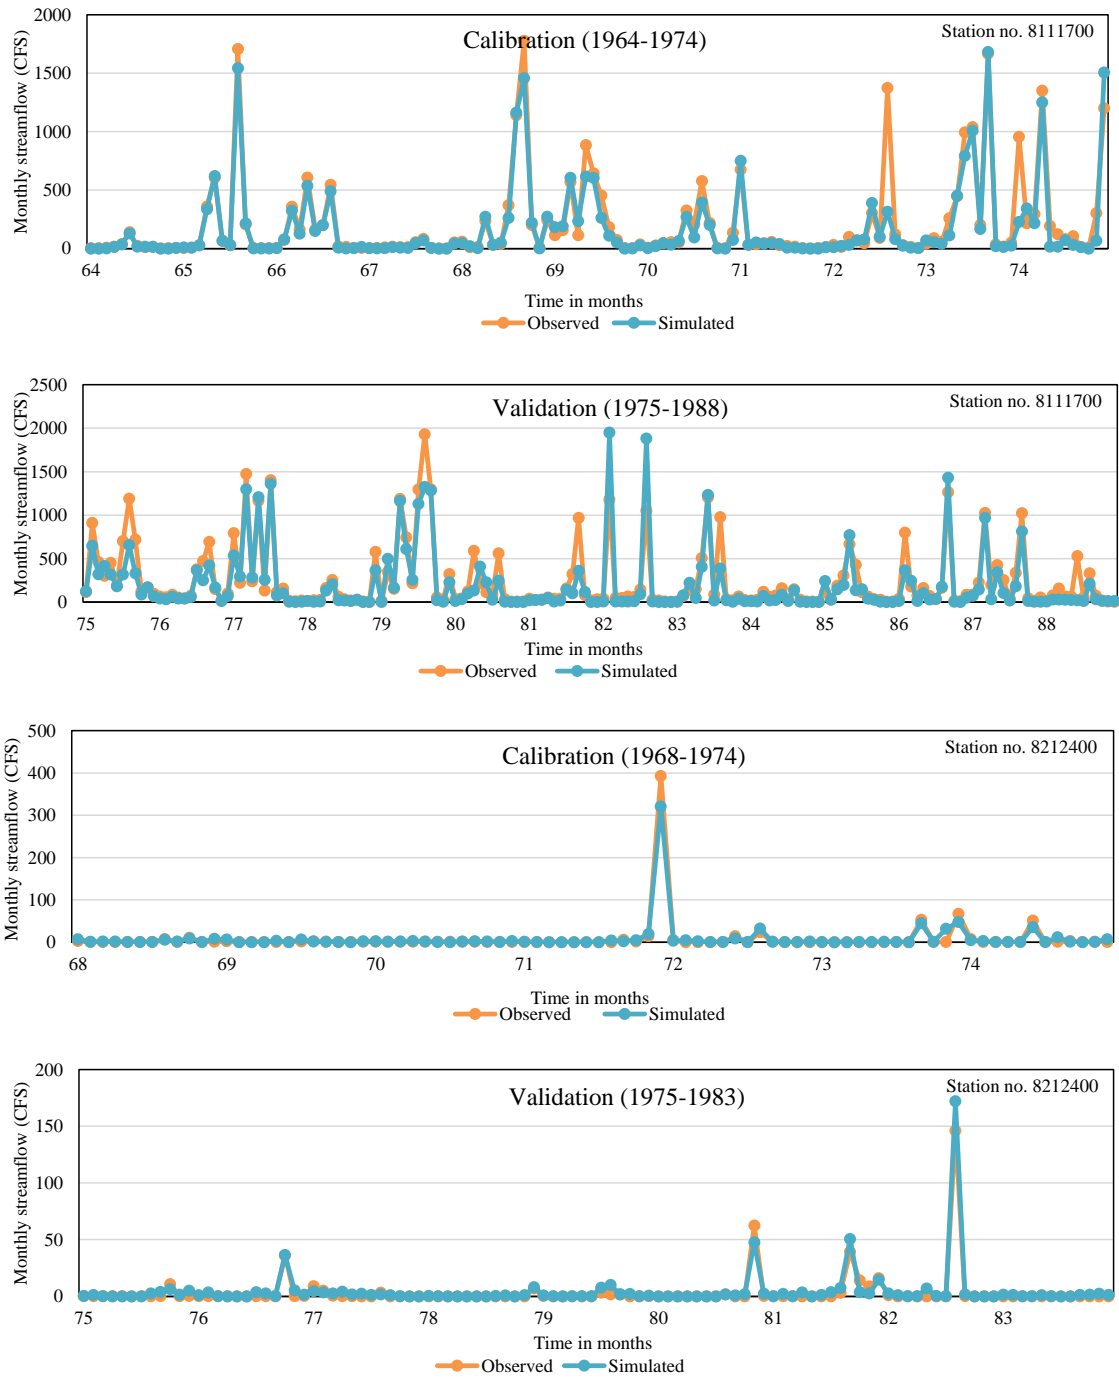 2000
1500
1000
500
0
Monthly streamflow (CFS)
Calibration (1964-1974)
Station no. 8111700
64 65 66 67 68 69 70 71 72 73 74
Time in months
Observed Simulated
2500
2000
1500
1000
500
0
Monthly streamflow (CFS)
Validation (1975-1988)
Station no. 8111700
75 76 77 78 79 80 81 82 83 84 85 86 87 88
Time in months
Observed Simulated
500
400
300
200
100
0
Monthly streamflow (CFS)
Calibration (1968-1974)
Station no. 8212400
68 69 70 71 72 73 74
Time in months
Observed Simulated
200
150
100
50
0
Monthly streamflow (CFS)
Validation (1975-1983)
Station no. 8212400
75 76 77 78 79 80 81 82 83
Time in months
Observed Simulated